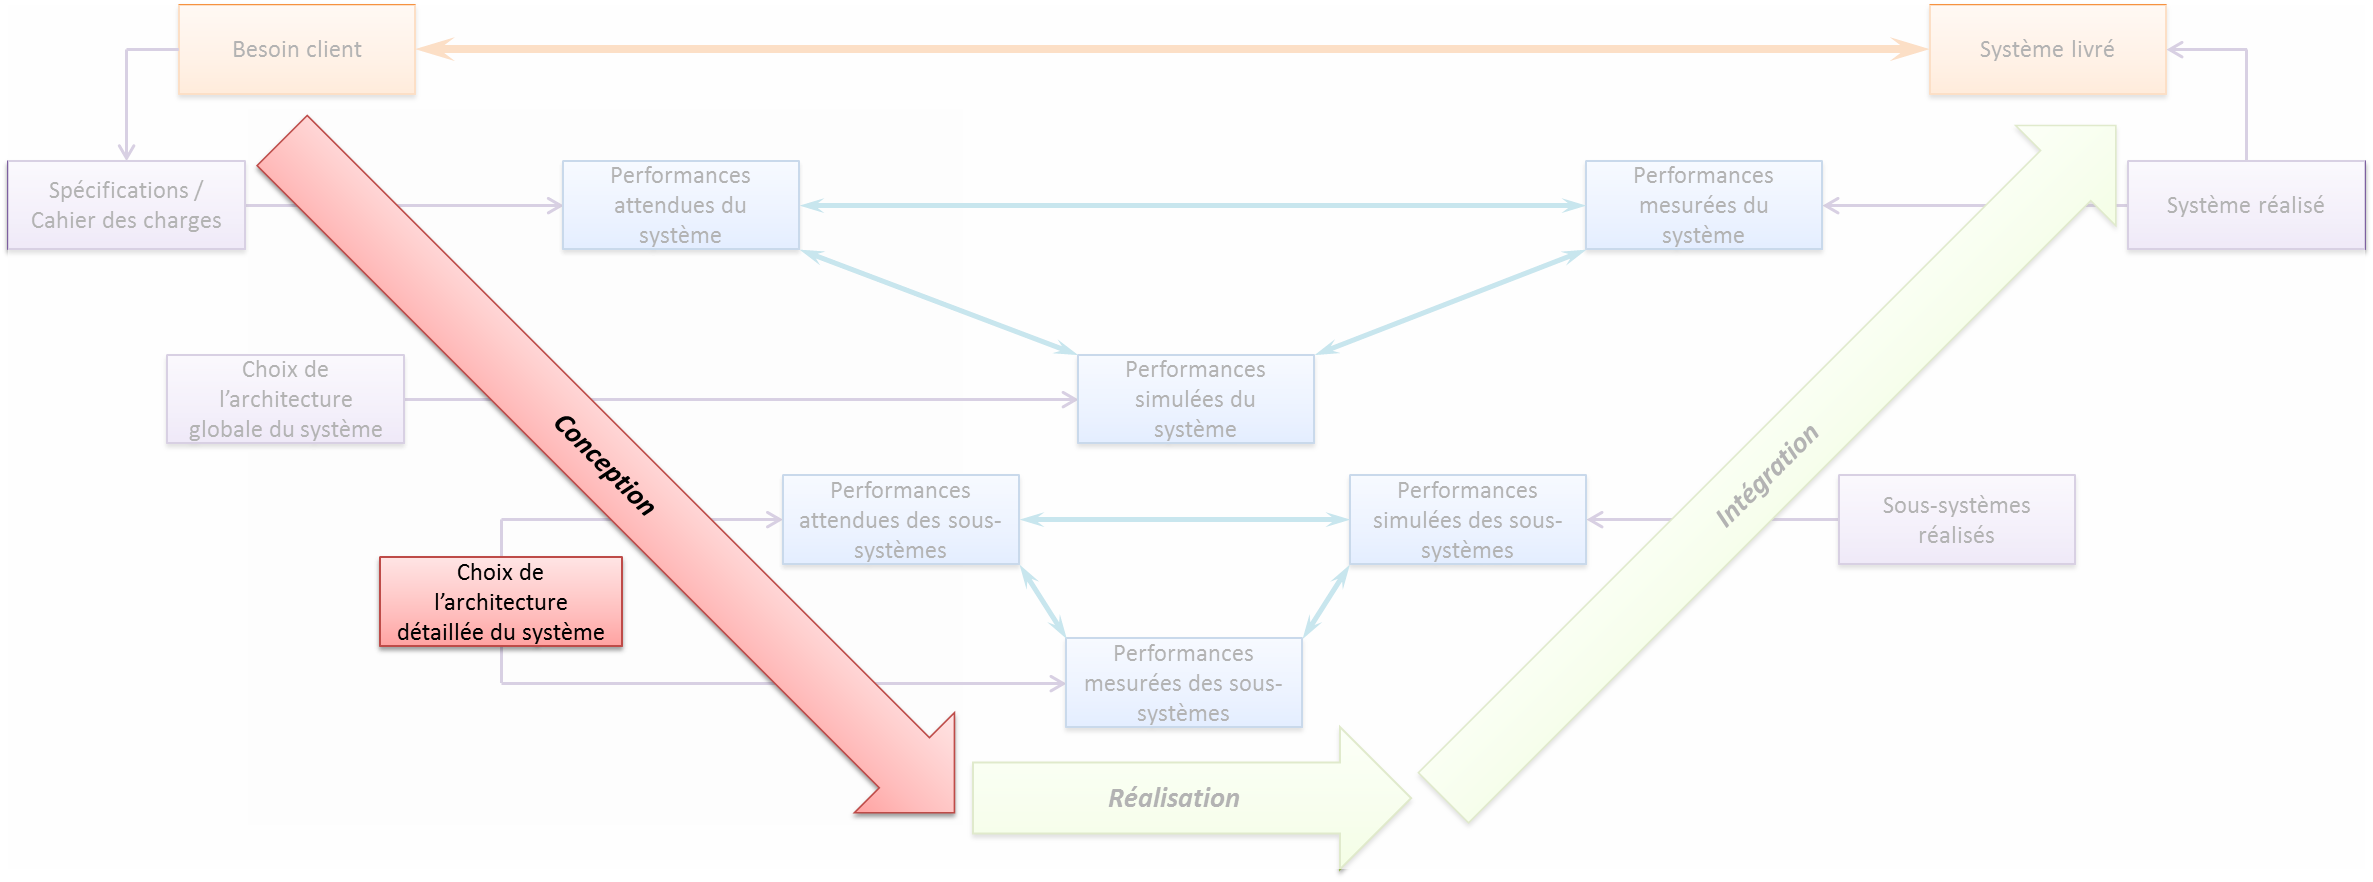 Besoin client
Système livré
Spécifications /
Cahier des charges
Performances
attendues du
système
Performances
mesurées du
système
Système réalisé
Choix de
l’architecture
globale du système
Performances
simulées du
système
Conception
Intégration
Performances
attendues des sous-
systèmes
Performances
simulées des sous-
systèmes
Sous-systèmes
réalisés
Choix de
l’architecture
détaillée du système
Performances
mesurées des sous-
systèmes
Réalisation